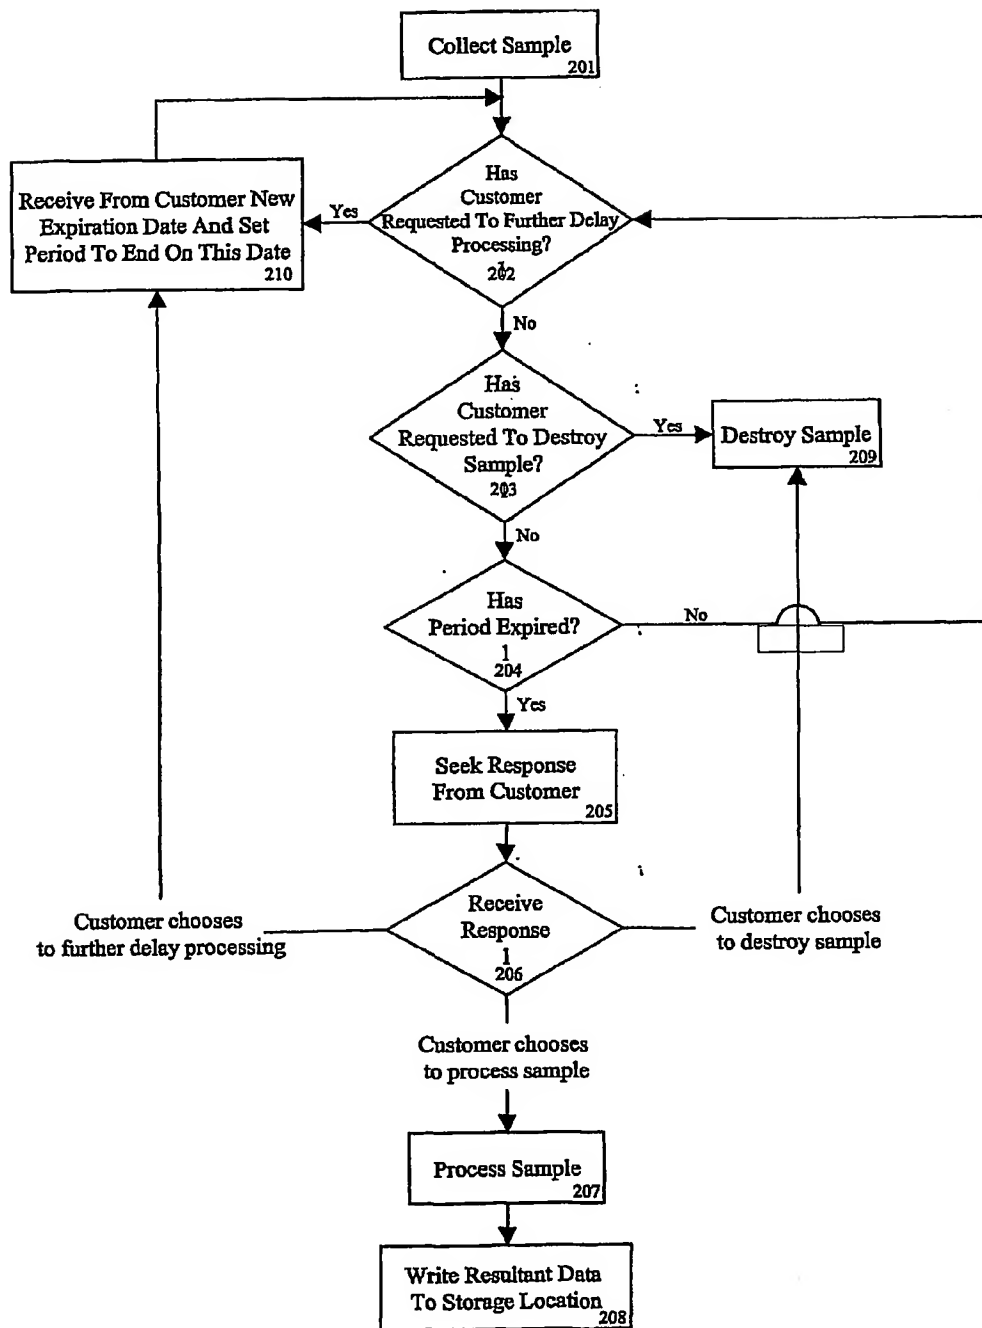 Collect Sample
201
Has
Customer
Requested To Further Delay
Processing?
202
Yes
Receive From Customer New
Expiration Date And Set
Period To End On This Date
210
No
Has
Customer
Requested To Destroy
Sample?
203
Yes
Destroy Sample
209
No
Has
Period Expired?
1
204
No
Yes
Seek Response
From Customer
205
Receive
Response
1
206
Customer chooses
to further delay processing
Customer chooses
to destroy sample
Customer chooses
to process sample
Process Sample
207
Write Resultant Data
To Storage Location
208